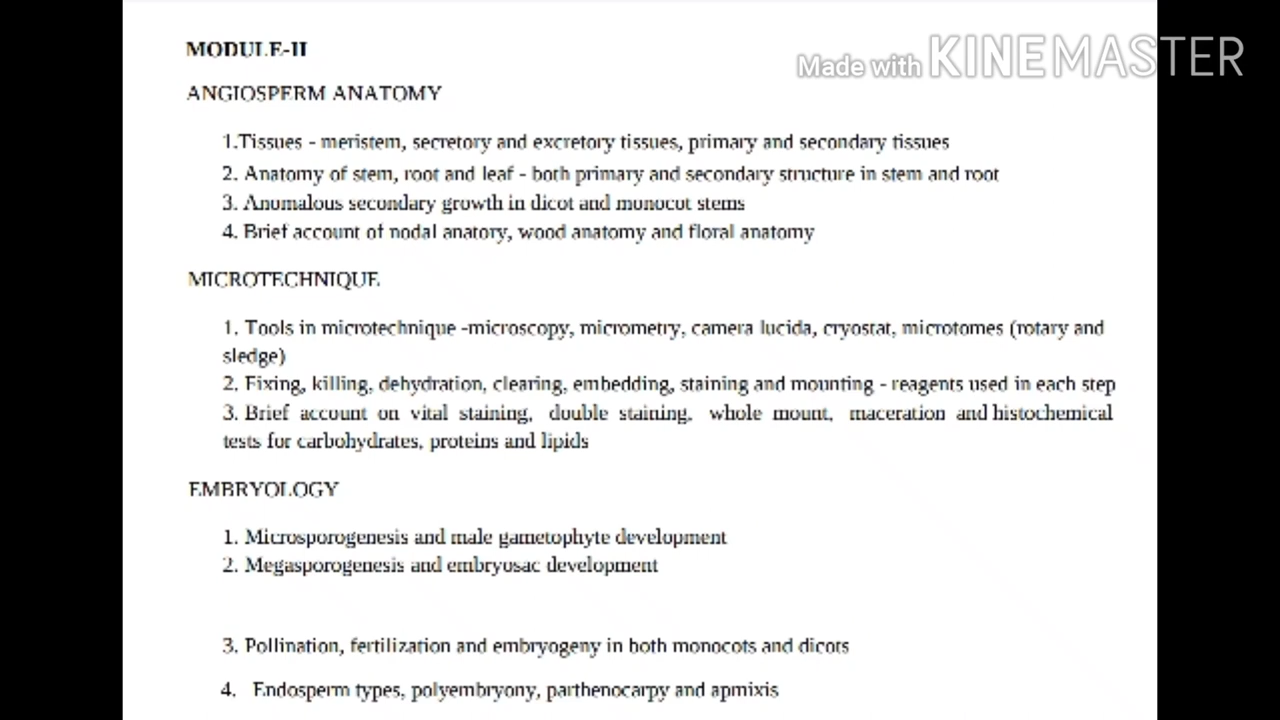 MODULE-II
Made with KINEMASTER
ANGIOSPERM ANATOMY
1.Tissues - meristem, secretory and excretory tissues, primary and secondary tissues
2. Anatomy of stem, root and leaf - both primary and secondary structure in stem and root
3. Anomalous secondary growth in dicot and monocot stems
4. Brief account of nodal anatory, wood anatomy and floral anatomy
MICROTECHNIQUE
1. Tools in microtechnique -microscopy, micrometry, camera lucida, cryostat, microtomes (rotary and
sledge)
2. Fixing, killing, dehydration, clearing, embedding, staining and mounting - reagents used in each step
3. Brief account on vital staining, double staining, whole mount, maceration and histochemical
tests for carbohydrates, proteins and lipids
EMBRYOLOGY
1. Microsporogenesis and male gametophyte development
2. Megasporogenesis and embryosac development
3. Pollination, fertilization and embryogeny in both monocots and dicots
4. Endosperm types, polyembryony, parthenocarpy and apmixis